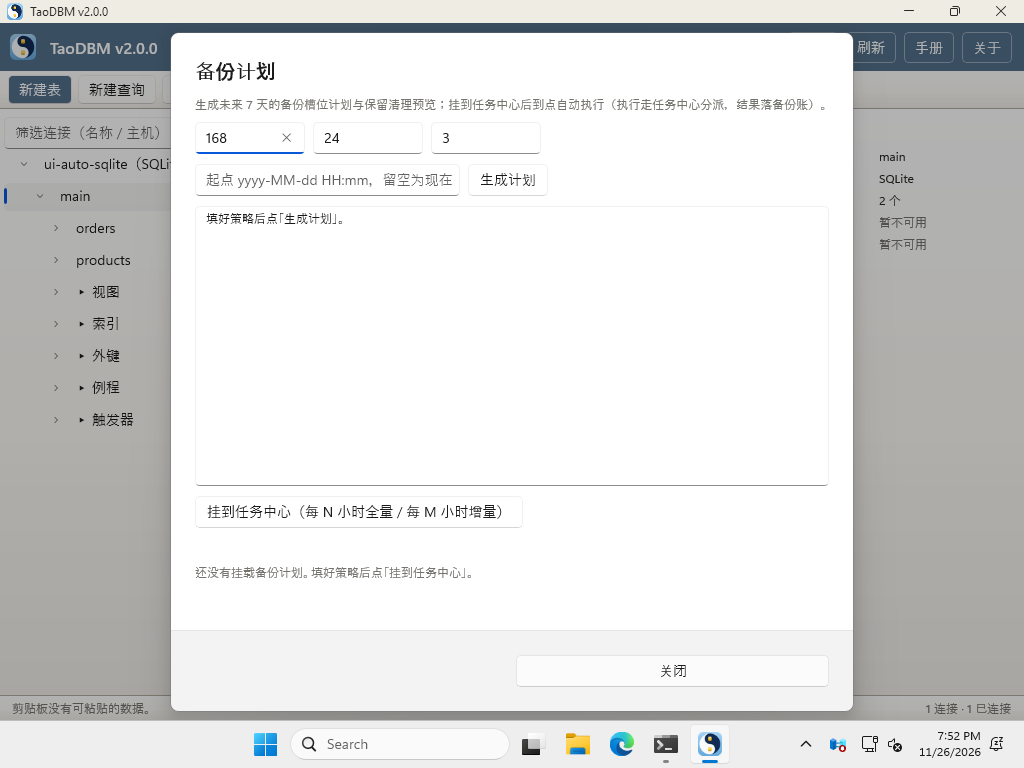 TaoDBM v2.0.0
TaoDBM v2.0.0
刷新
手册
关于
新建表
新建查询
筛选连接（名称 / 主机）
ui-auto-sqlite（SQLi
main
orders
products
视图
索引
外键
例程
触发器
备份计划
生成未来 7 天的备份槽位计划与保留清理预览；挂到任务中心后到点自动执行（执行走任务中心分派，结果落备份账）。
168
24
3
起点 yyyy-MM-dd HH:mm，留空为现在
生成计划
填好策略后点「生成计划」。
挂到任务中心（每 N 小时全量 / 每 M 小时增量）
还没有挂载备份计划。填好策略后点「挂到任务中心」。
关闭
main
SQLite
2 个
暂不可用
暂不可用
剪贴板没有可粘贴的数据。
1 连接 · 1 已连接
Search
7:52 PM
11/26/2026